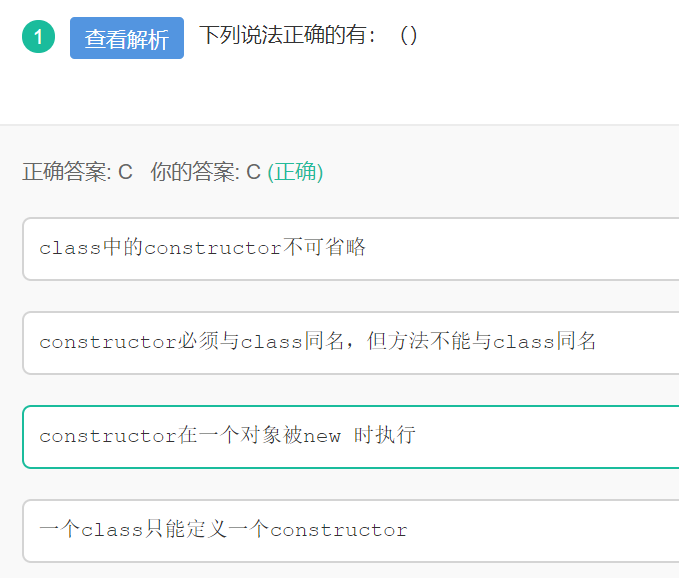 1 查看解析 下列说法正确的有：（）
正确答案: C 你的答案: C (正确)
class中的constructor不可省略
constructor必须与class同名，但方法不能与class同名
constructor在一个对象被new 时执行
一个class只能定义一个constructor